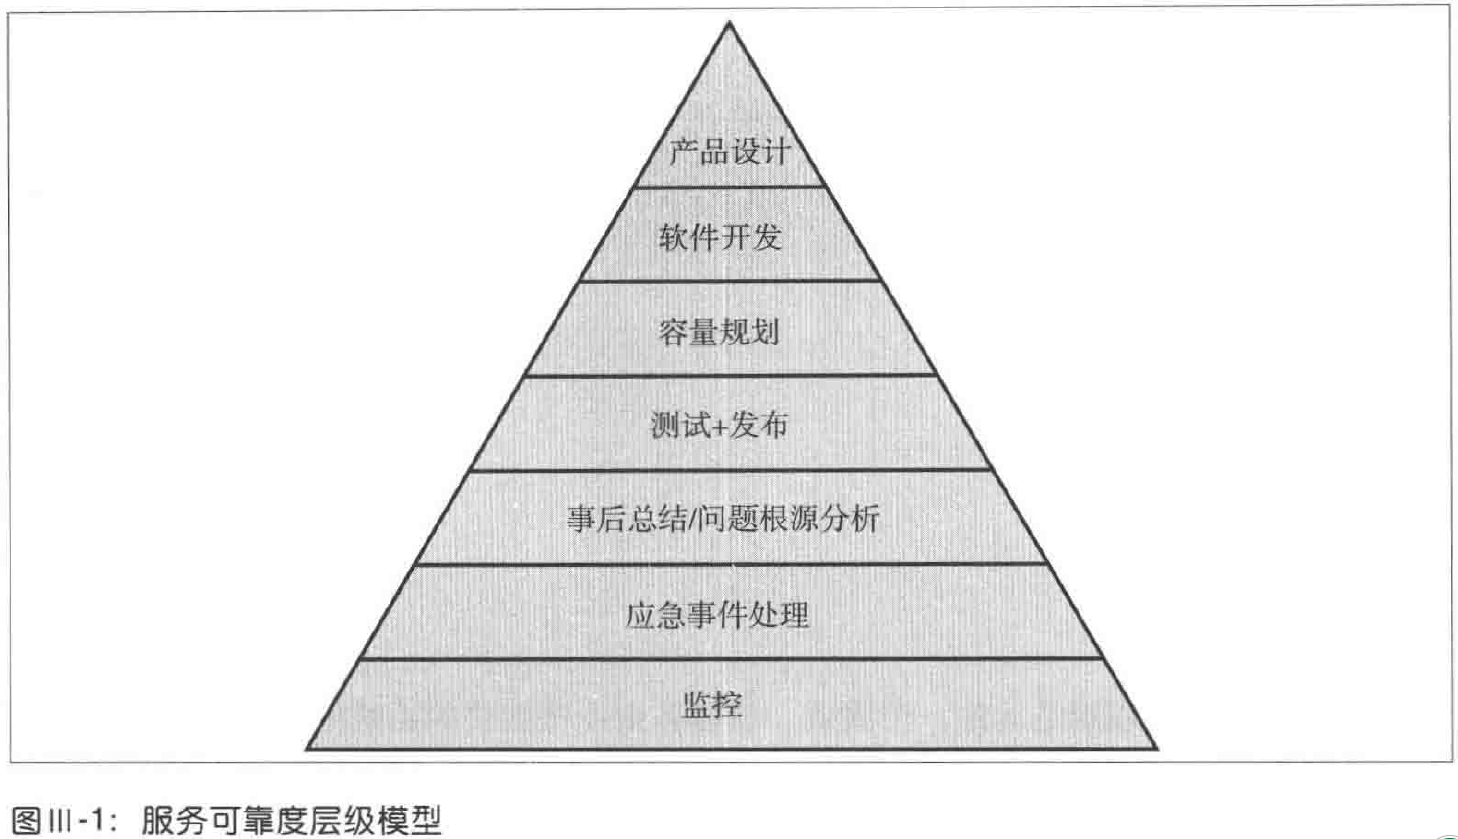 产品设计
软件开发
容量规划
测试+发布
事后总结/问题根源分析
应急事件处理
监控
图III-1：服务可靠度层级模型